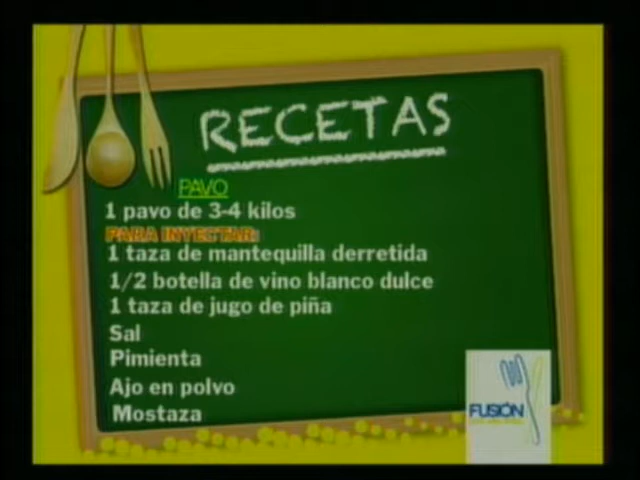 RECETAS
PAVO
1 pavo de 3-4 kilos
PARA INYECTAR:
1 taza de mantequilla derretida
1/2 botella de vino blanco dulce
1 taza de jugo de piña
Sal
Pimienta
Ajo en polvo
Mostaza
FUSIÓN